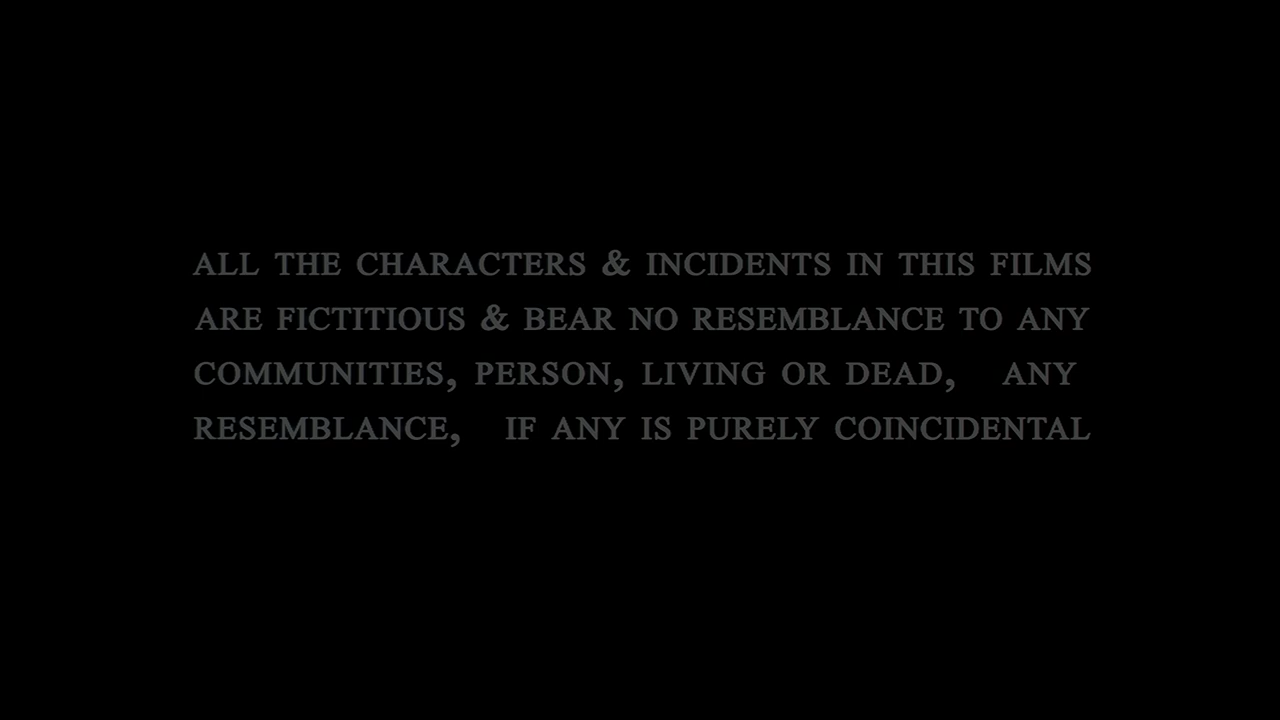 ALL THE CHARACTERS & INCIDENTS IN THIS FILMS
ARE FICTITIOUS & BEAR NO RESEMBLANCE TO ANY
COMMUNITIES, PERSON, LIVING OR DEAD, ANY
RESEMBLANCE, IF ANY IS PURELY COINCIDENTAL